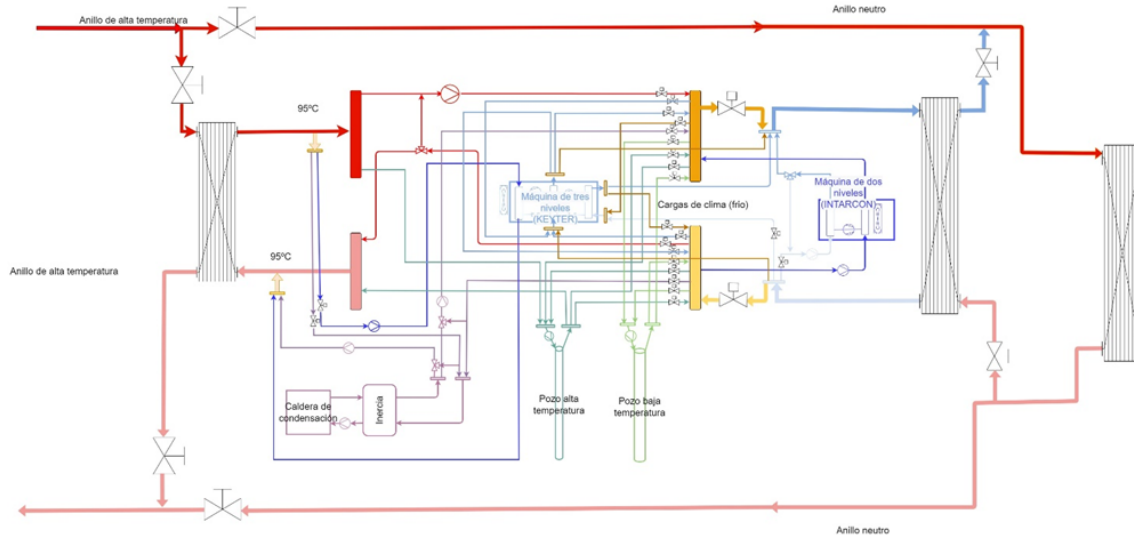 Anillo de alta temperatura
Anillo neutro
95ºC
Máquina de tres
niveles
(KEYTER)
Cargas de clima (frio)
Máquina de dos
niveles
(INTARCON)
Anillo de alta temperatura
95ºC
Caldera de
condensación
Inercia
Pozo alta
temperatura
Pozo baja
temperatura
Anillo neutro